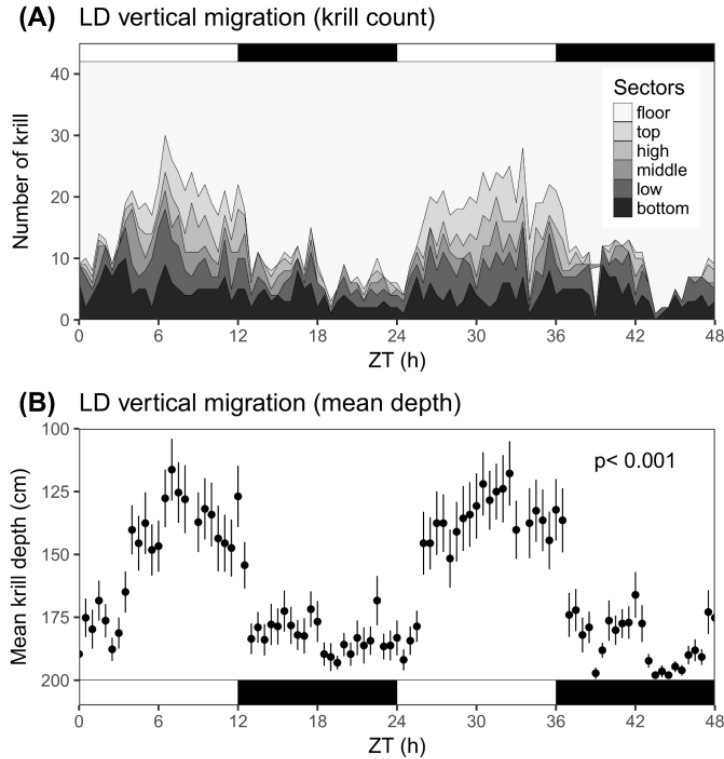 (A) LD vertical migration (krill count)
Number of krill
40
30
20
10
0
Sectors
floor
top
high
middle
low
bottom
0 6 12 18 24 30 36 42 48
ZT (h)
(B) LD vertical migration (mean depth)
Mean krill depth (cm)
100
125
150
175
200
p< 0.001
0 6 12 18 24 30 36 42 48
ZT (h)